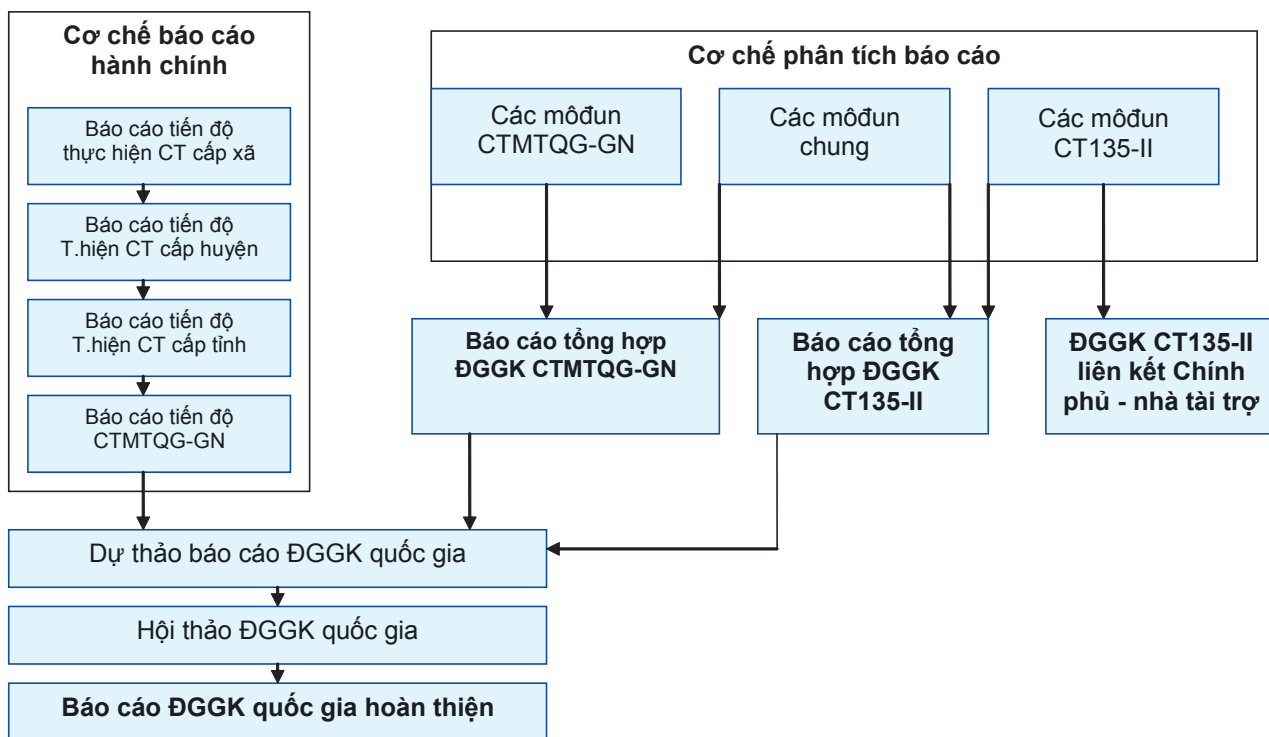 Cơ chế báo cáo
hành chính
Báo cáo tiến độ
thực hiện CT cấp xã
Báo cáo tiến độ
T.hiện CT cấp huyện
Báo cáo tiến độ
T.hiện CT cấp tỉnh
Báo cáo tiến độ
CTMTQG-GN
Cơ chế phân tích báo cáo
Các môđun
CTMTQG-GN
Các môđun
chung
Các môđun
CT135-II
Báo cáo tổng hợp
ĐGGK CTMTQG-GN
Báo cáo tổng
hợp ĐGGK
CT135-II
ĐGGK CT135-II
liên kết Chính
phủ - nhà tài trợ
Dự thảo báo cáo ĐGGK quốc gia
Hội thảo ĐGGK quốc gia
Báo cáo ĐGGK quốc gia hoàn thiện